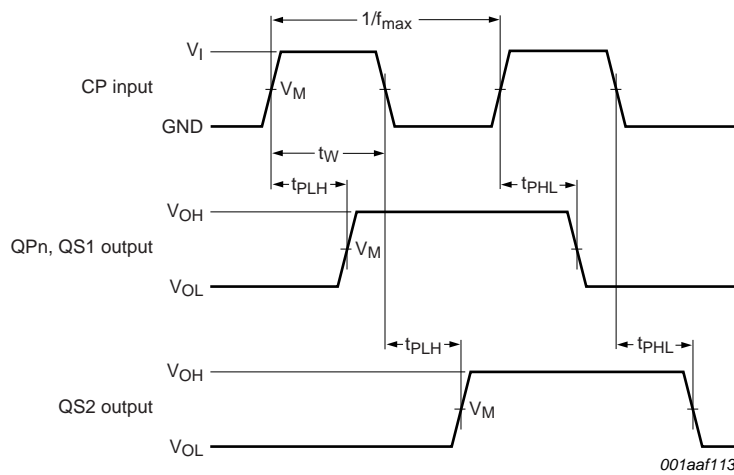 1/fmax
VI
CP input
VM
GND
tW
tPLH
tPHL
VOH
QPn, QS1 output
VM
VOL
tPLH
tPHL
VOH
QS2 output
VM
VOL
001aaf113